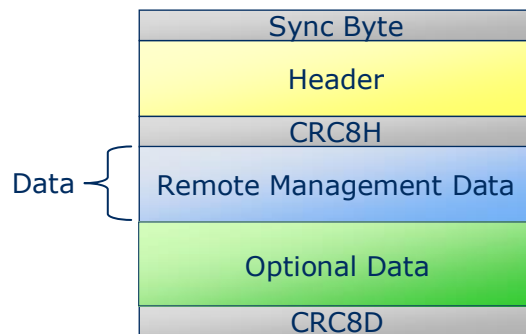 Sync Byte
Header
CRC8H
Data
Remote Management Data
Optional Data
CRC8D